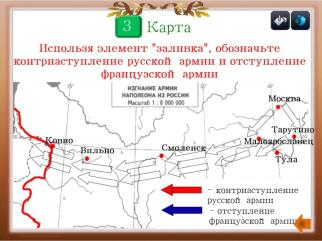 3 Карта
Используя элемент "заливка", обозначьте
контрнаступление русской армии и отступление
французской армии
ИЗГНАНИЕ АРМИИ
НАПОЛЕОНА ИЗ РОССИИ
Масштаб 1 : 8 000 000
Москва
Тарутино
Малоярославец
Ковно
Вильно
Смоленск
Тула
- контрнаступление
русской армии
- отступление
французской армии